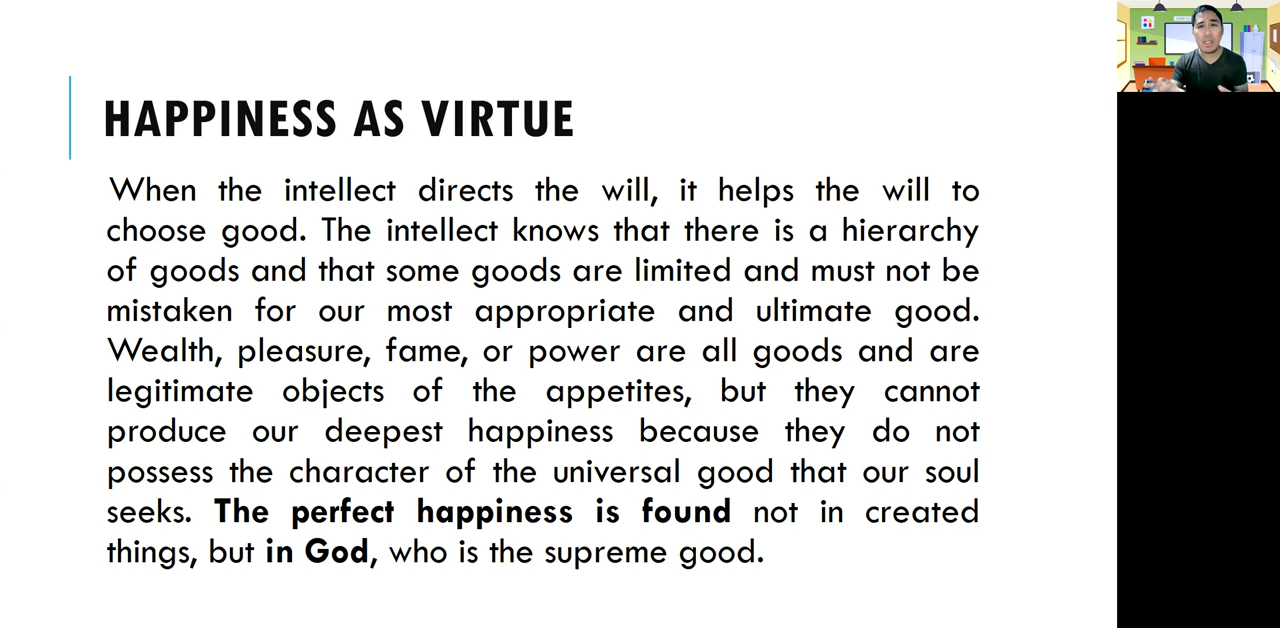 HAPPINESS AS VIRTUE
When the intellect directs the will, it helps the will to
choose good. The intellect knows that there is a hierarchy
of goods and that some goods are limited and must not be
mistaken for our most appropriate and ultimate good.
Wealth, pleasure, fame, or power are all goods and are
legitimate objects of the appetites, but they cannot
produce our deepest happiness because they do not
possess the character of the universal good that our soul
seeks. The perfect happiness is found not in created
things, but in God, who is the supreme good.